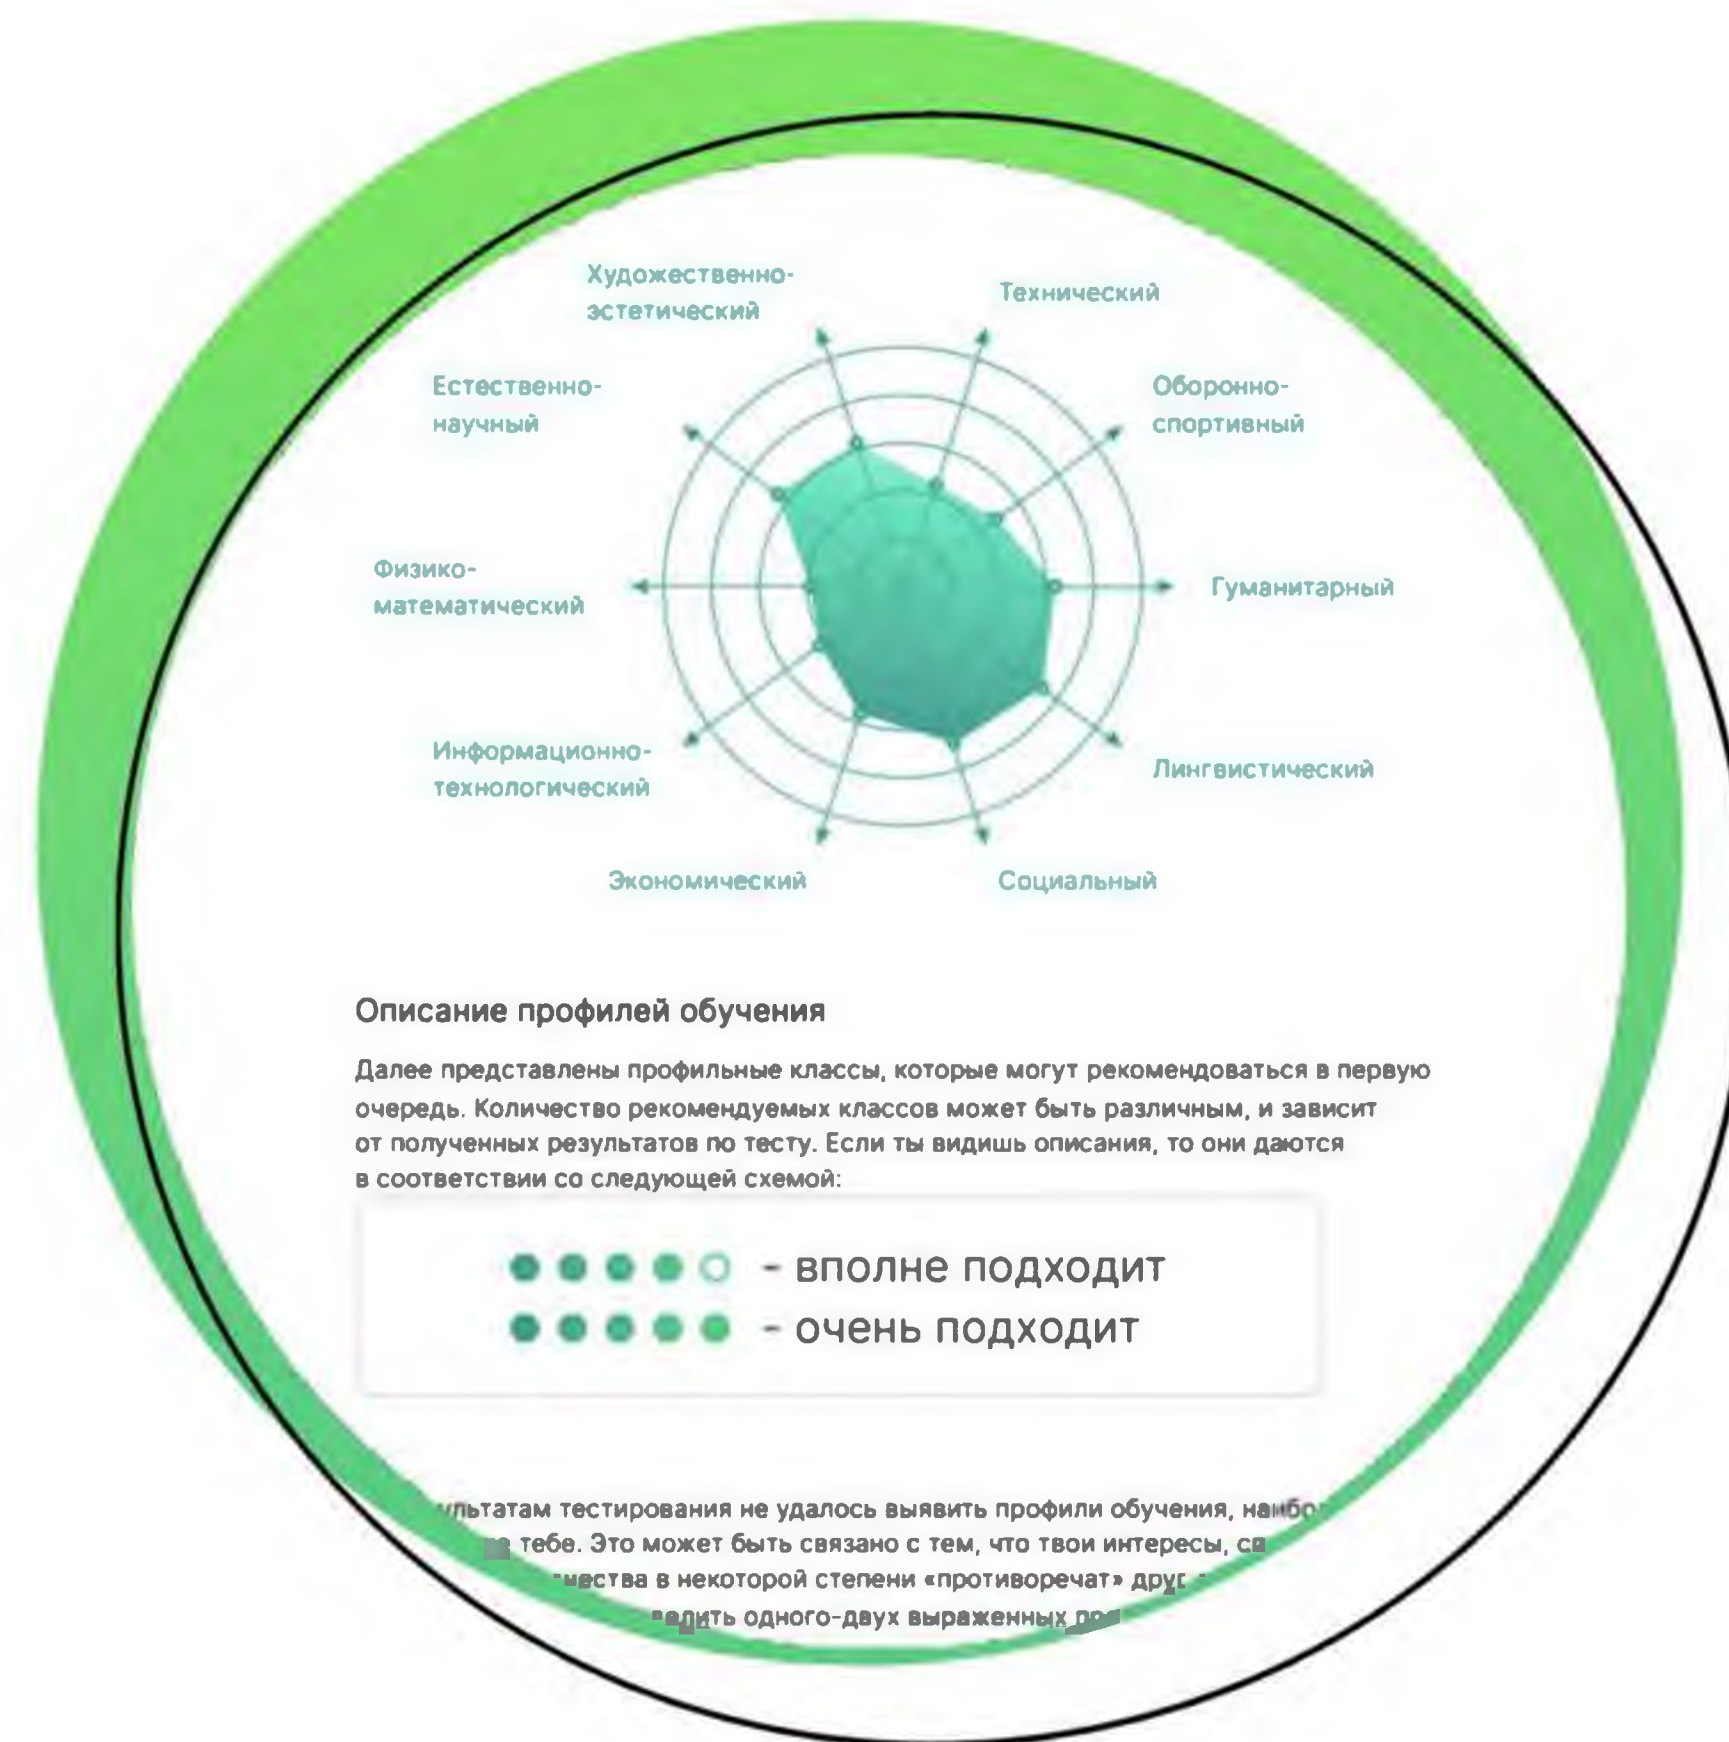 Художественно-
эстетический
Технический
Естественно-
научный
Оборонно-
спортивный
Физико-
математический
Гуманитарный
Информационно-
технологический
Лингвистический
Экономический
Социальный
Описание профилей обучения
Далее представлены профильные классы, которые могут рекомендоваться в первую
очередь. Количество рекомендуемых классов может быть различным, и зависит
от полученных результатов по тесту. Если ты видишь описания, то они даются
в соответствии со следующей схемой:
- вполне подходит
- очень подходит
тестирования не удалось выявить профили обучения,
тебе. Это может быть связано с тем, что твои интересы,
в некоторой степени «противоречат»
одного-двух выраженных